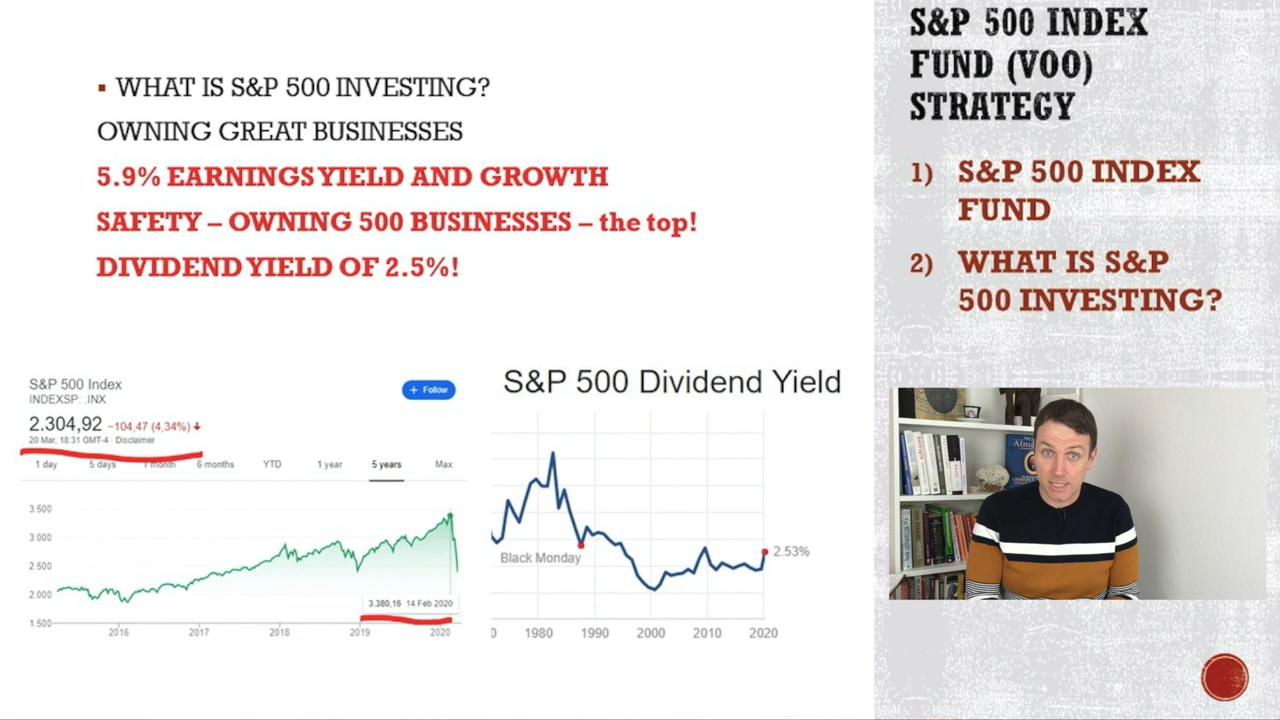 WHAT IS S&P 500 INVESTING?
OWNING GREAT BUSINESSES
5.9% EARNINGS YIELD AND GROWTH
SAFETY – OWNING 500 BUSINESSES – the top!
DIVIDEND YIELD OF 2.5%!
S&P 500 Index
INDEXSP: .INX
+ Follow
2.304,92 −104,47 (4,34%)
20 Mar, 18:31 GMT-4 · Disclaimer
1 day 5 days 1 month 6 months YTD 1 year 5 years Max
3.500
3.000
2.500
2.000
1.500
3.380,16 14 Feb 2020
2016 2017 2018 2019 2020
S&P 500 Dividend Yield
Black Monday
2.53%
0 1980 1990 2000 2010 2020
S&P 500 INDEX
FUND (VOO)
STRATEGY
1) S&P 500 INDEX
FUND
2) WHAT IS S&P
500 INVESTING?